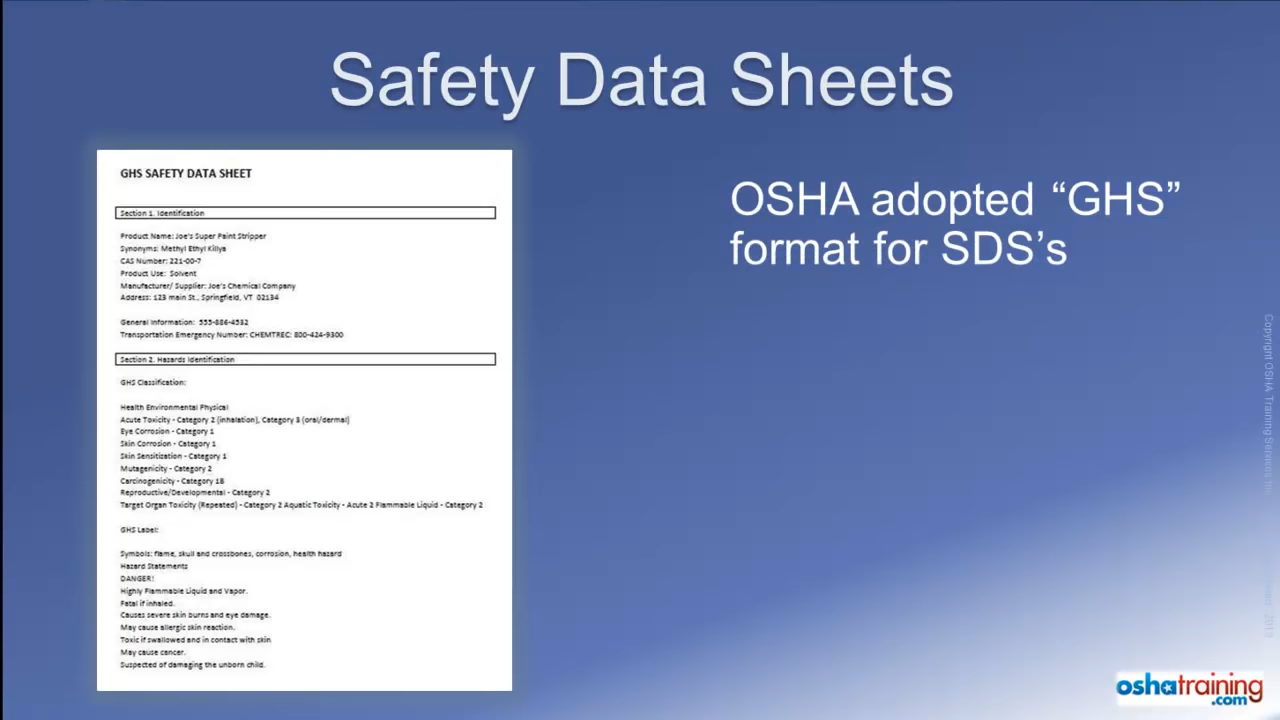 Safety Data Sheets
GHS SAFETY DATA SHEET
Section 1. Identification
Product Name: Joe's Super Paint Stripper
Synonyms: Methyl Ethyl Killya
CAS Number: 221-00-7
Product Use: Solvent
Manufacturer/ Supplier: Joe's Chemical Company
Address: 123 main St., Springfield, VT 02134
General Information: 555-886-4532
Transportation Emergency Number: CHEMTREC: 800-424-9300
Section 2. Hazards Identification
GHS Classification:
Health Environmental Physical
Acute Toxicity - Category 2 (inhalation), Category 3 (oral/dermal)
Eye Corrosion - Category 1
Skin Corrosion - Category 1
Skin Sensitization - Category 1
Mutagenicity - Category 2
Carcinogenicity - Category 1B
Reproductive/Developmental - Category 2
Target Organ Toxicity (Repeated) - Category 2 Aquatic Toxicity - Acute 2 Flammable Liquid - Category 2
GHS Label:
Symbols: flame, skull and crossbones, corrosion, health hazard
Hazard Statements
DANGER!
Highly Flammable Liquid and Vapor.
Fatal if inhaled.
Causes severe skin burns and eye damage.
May cause allergic skin reaction.
Toxic if swallowed and in contact with skin
May cause cancer.
Suspected of damaging the unborn child.
OSHA adopted “GHS”
format for SDS’s
Copyright OSHA Training Services
oshatraining
.com